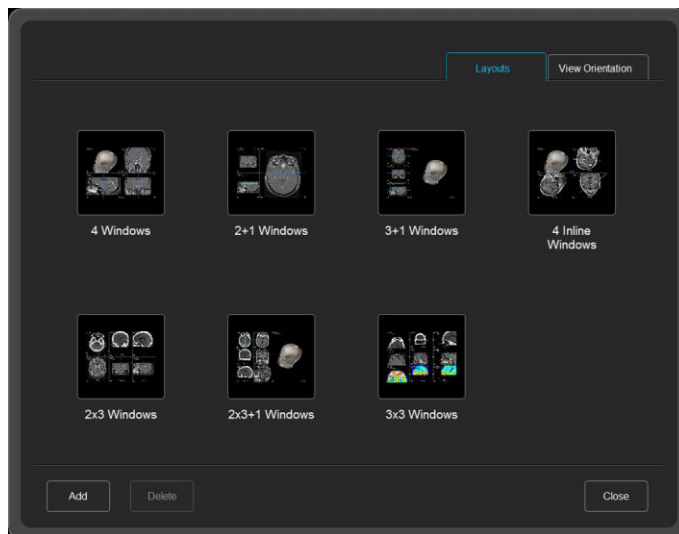 Layouts
View Orientation
4 Windows
2+1 Windows
3+1 Windows
4 Inline
Windows
2x3 Windows
2x3+1 Windows
3x3 Windows
Add
Delete
Close